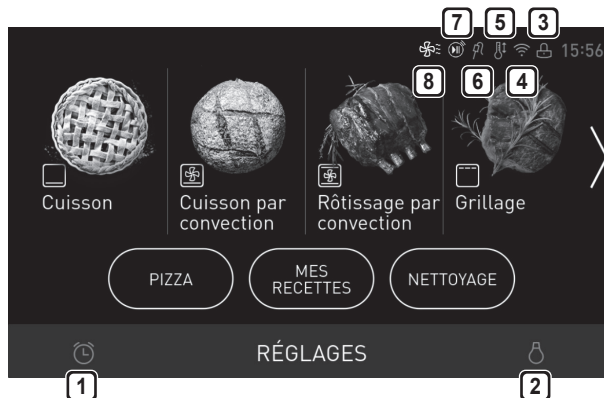 7 5 3
15:56
8 6 4
Cuisson
Cuisson par
convection
Rôtissage par
convection
Grillage
PIZZA
MES
RECETTES
NETTOYAGE
RÉGLAGES
1 2